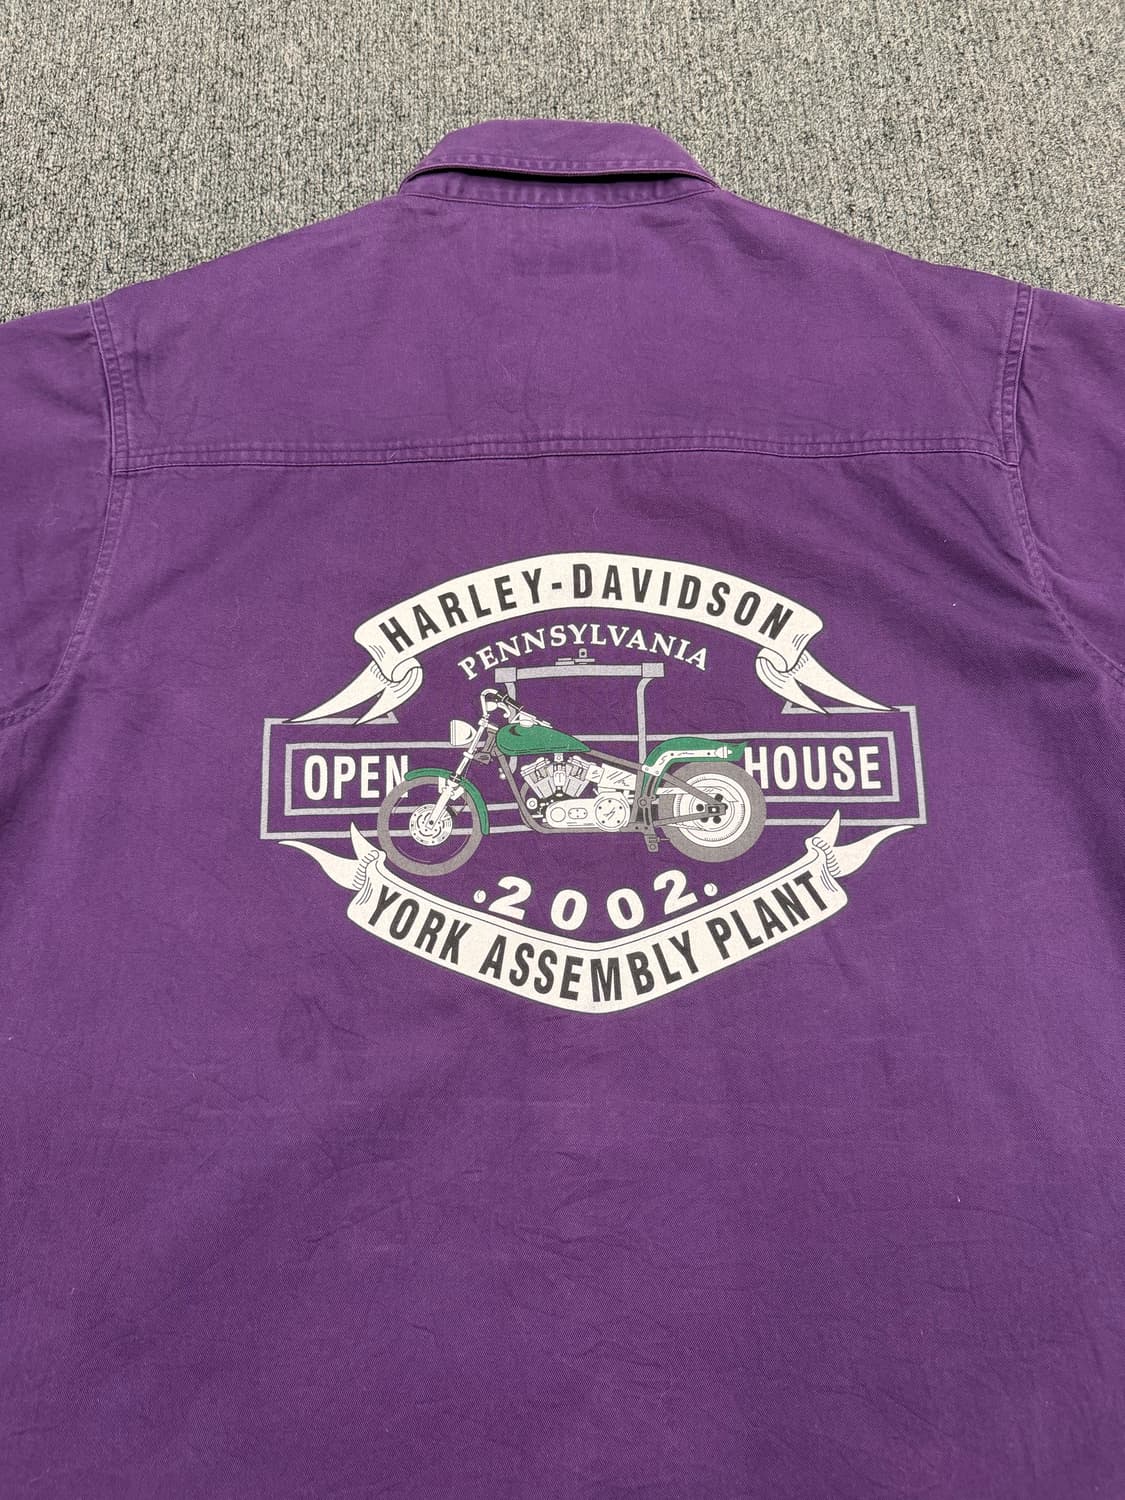 HARLEY-DAVIDSON
PENNSYLVANIA
OPEN HOUSE
.2002.
YORK ASSEMBLY PLANT